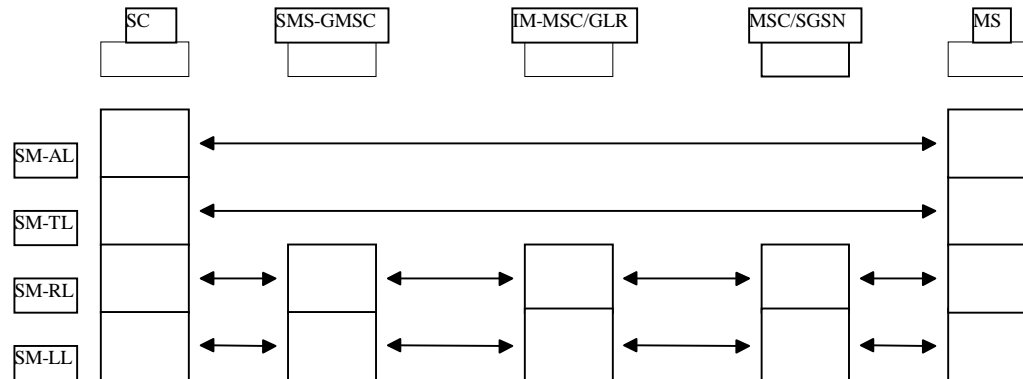 SC
SMS-GMSC
IM-MSC/GLR
MSC/SGSN
MS
SM-AL
SM-TL
SM-RL
SM-LL